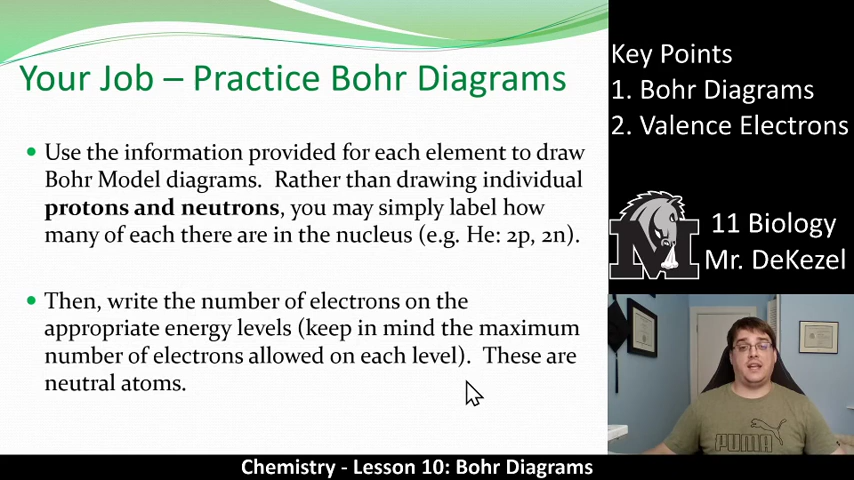 Your Job – Practice Bohr Diagrams
• Use the information provided for each element to draw
Bohr Model diagrams. Rather than drawing individual
protons and neutrons, you may simply label how
many of each there are in the nucleus (e.g. He: 2p, 2n).
• Then, write the number of electrons on the
appropriate energy levels (keep in mind the maximum
number of electrons allowed on each level). These are
neutral atoms.
Key Points
1. Bohr Diagrams
2. Valence Electrons
M
11 Biology
Mr. DeKezel
PUMA
Chemistry - Lesson 10: Bohr Diagrams